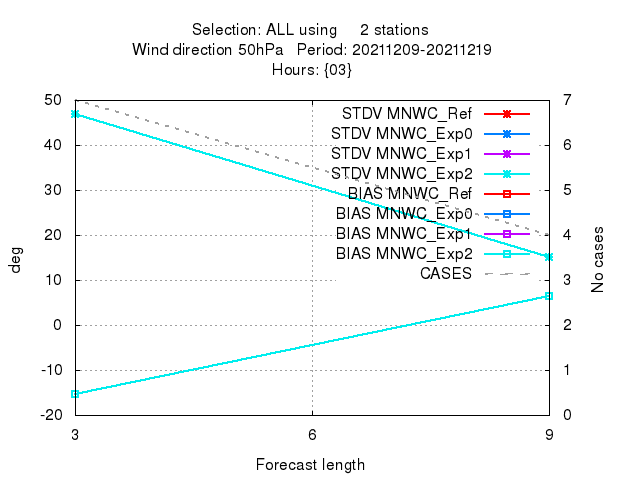 Selection: ALL using 2 stations
Wind direction 50hPa Period: 20211209-20211219
Hours: {03}
50 7
STDV MNWC_Ref
STDV MNWC_Exp0
40 6
STDV MNWC_Exp1
STDV MNWC_Exp2
30 5
BIAS MNWC_Ref
BIAS MNWC_Exp0
20 4
BIAS MNWC_Exp1
BIAS MNWC_Exp2
deg
No cases
10 3
CASES
0 2
-10 1
-20 0
3 6 9
Forecast length